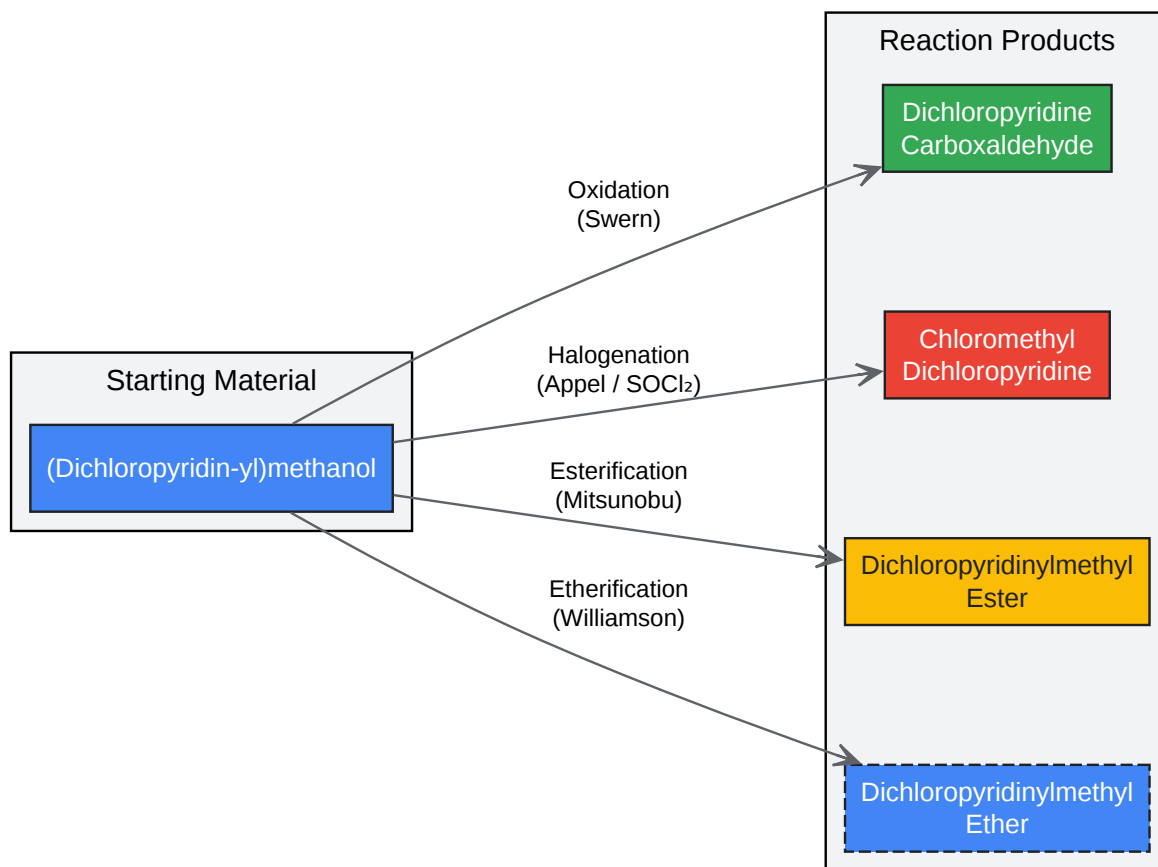 Reaction Products
Dichloropyridine
Carboxaldehyde
Oxidation
(Swern)
Chloromethyl
Dichloropyridine
Halogenation
(Appel / SOCl₂)
Starting Material
(Dichloropyridin-yl)methanol
Esterification
(Mitsunobu)
Dichloropyridinylmethyl
Ester
Etherification
(Williamson)
Dichloropyridinylmethyl
Ether